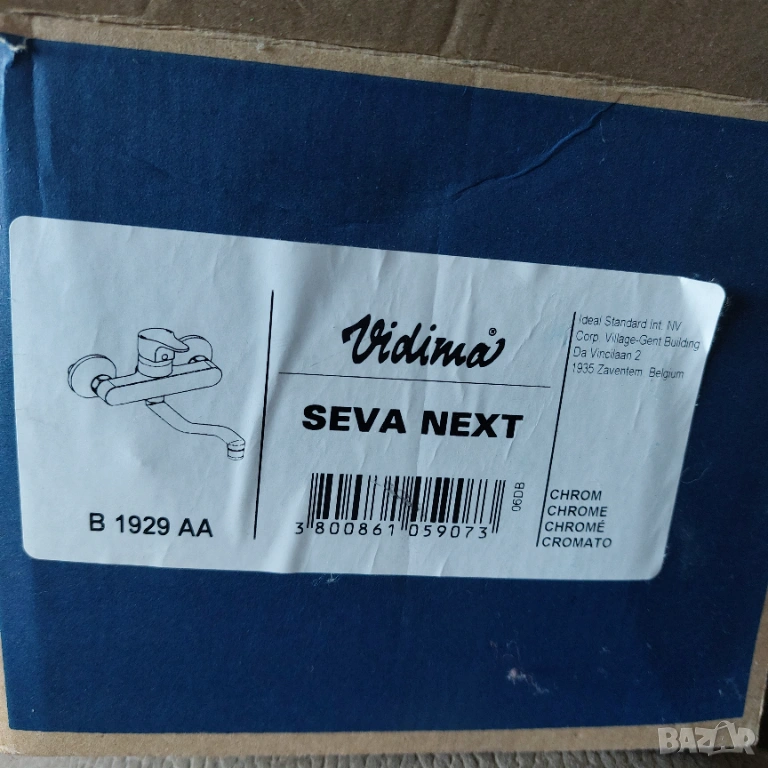 B 1929 AA
Vidima®
SEVA NEXT
3 800861 059073
06DB
Ideal Standard Int. NV
Corp. Village-Gent Building
Da Vincilaan 2
1935 Zaventem Belgium
CHROM
CHROME
CHROMÉ
CROMATO
BAZAR